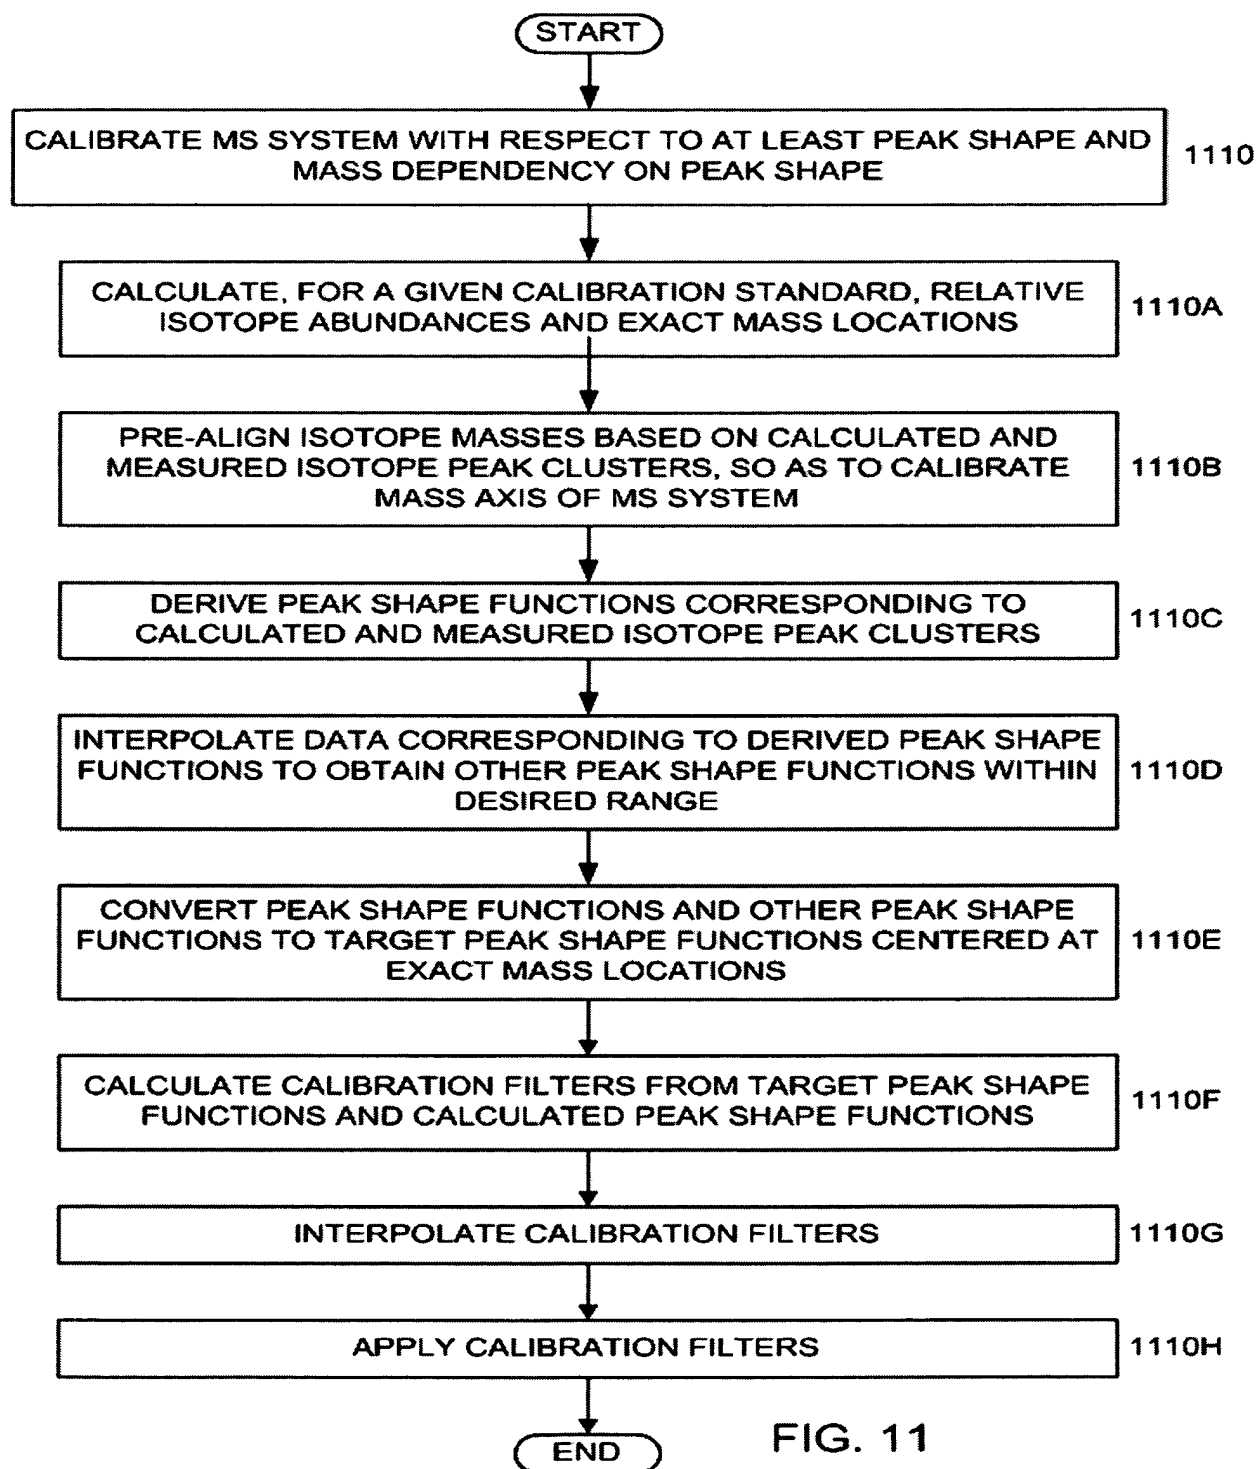 START
CALIBRATE MS SYSTEM WITH RESPECT TO AT LEAST PEAK SHAPE AND
MASS DEPENDENCY ON PEAK SHAPE
1110
CALCULATE, FOR A GIVEN CALIBRATION STANDARD, RELATIVE
ISOTOPE ABUNDANCES AND EXACT MASS LOCATIONS
1110A
PRE-ALIGN ISOTOPE MASSES BASED ON CALCULATED AND
MEASURED ISOTOPE PEAK CLUSTERS, SO AS TO CALIBRATE
MASS AXIS OF MS SYSTEM
1110B
DERIVE PEAK SHAPE FUNCTIONS CORRESPONDING TO
CALCULATED AND MEASURED ISOTOPE PEAK CLUSTERS
1110C
INTERPOLATE DATA CORRESPONDING TO DERIVED PEAK SHAPE
FUNCTIONS TO OBTAIN OTHER PEAK SHAPE FUNCTIONS WITHIN
DESIRED RANGE
1110D
CONVERT PEAK SHAPE FUNCTIONS AND OTHER PEAK SHAPE
FUNCTIONS TO TARGET PEAK SHAPE FUNCTIONS CENTERED AT
EXACT MASS LOCATIONS
1110E
CALCULATE CALIBRATION FILTERS FROM TARGET PEAK SHAPE
FUNCTIONS AND CALCULATED PEAK SHAPE FUNCTIONS
1110F
INTERPOLATE CALIBRATION FILTERS
1110G
APPLY CALIBRATION FILTERS
1110H
END
FIG. 11